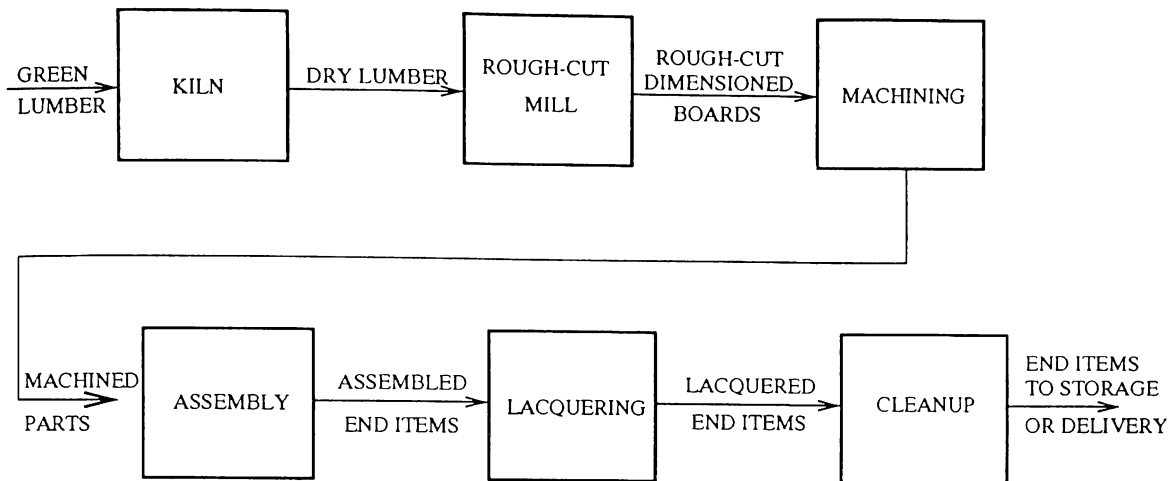 GREEN
LUMBER
KILN
DRY LUMBER
ROUGH-CUT
MILL
ROUGH-CUT
DIMENSIONED
BOARDS
MACHINING
MACHINED
PARTS
ASSEMBLY
ASSEMBLED
END ITEMS
LACQUERING
LACQUERED
END ITEMS
CLEANUP
END ITEMS
TO STORAGE
OR DELIVERY